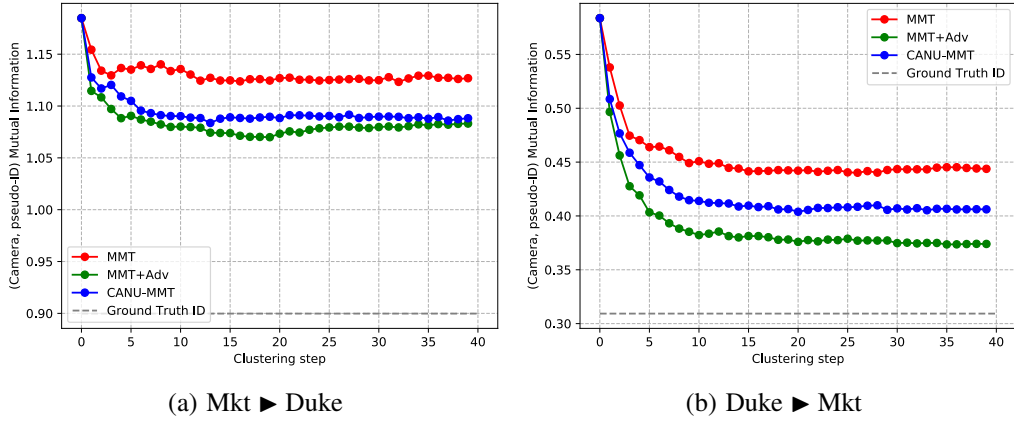 (Camera, pseudo-ID) Mutual Information
1.15
1.10
1.05
1.00
0.95
0.90
MMT
MMT+Adv
CANU-MMT
Ground Truth ID
0 5 10 15 20 25 30 35 40
Clustering step
(a) Mkt ► Duke
(Camera, pseudo-ID) Mutual Information
0.55
0.50
0.45
0.40
0.35
0.30
MMT
MMT+Adv
CANU-MMT
Ground Truth ID
0 5 10 15 20 25 30 35 40
Clustering step
(b) Duke ► Mkt